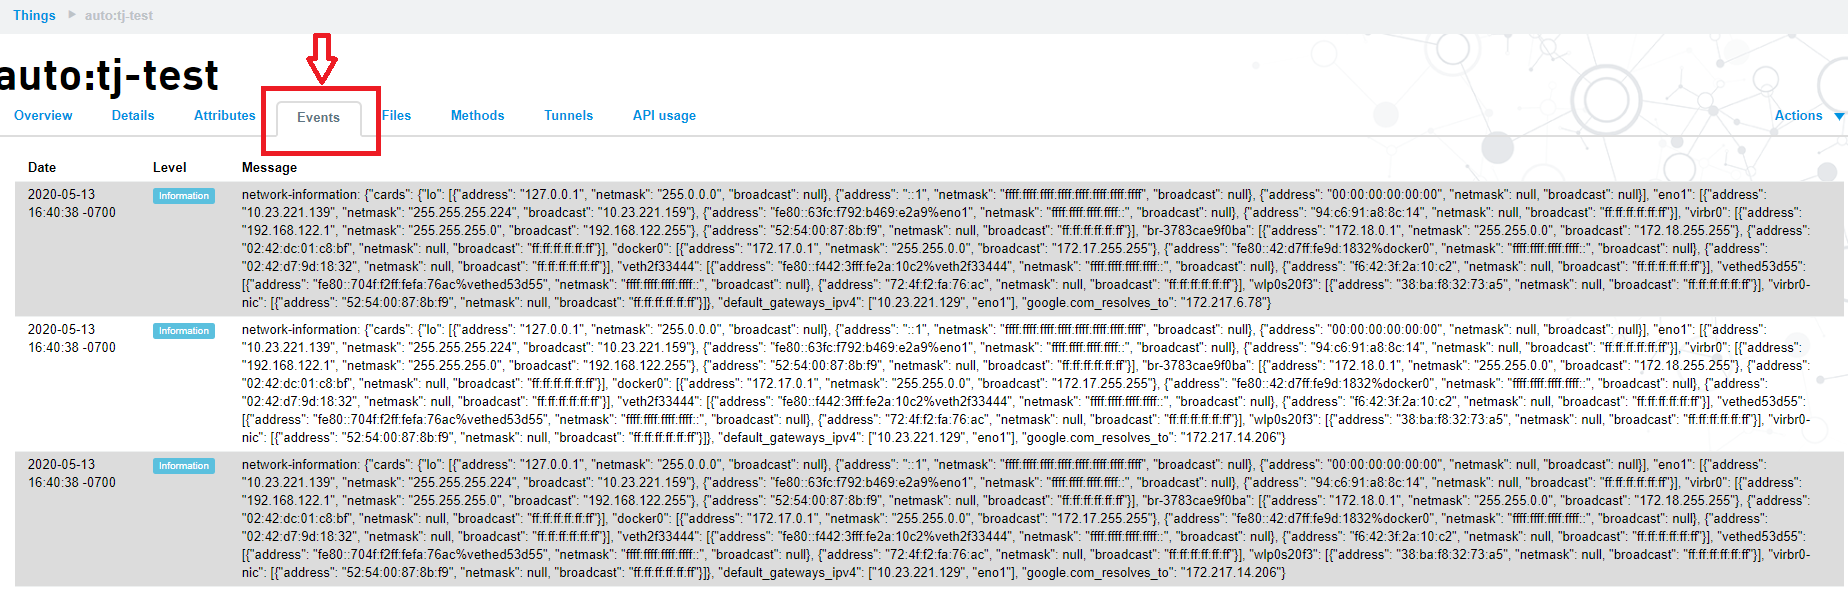 Things auto:tj-test
auto:tj-test
Overview Details Attributes Events Files Methods Tunnels API usage Actions
Date Level Message
2020-05-13 Information network-information: {"cards": {"lo": [{"address": "127.0.0.1", "netmask": "255.0.0.0", "broadcast": null}, {"address": "::1", "netmask": "ffff:ffff:ffff:ffff:ffff:ffff:ffff:ffff", "broadcast": null}, {"address": "00:00:00:00:00:00", "netmask": null, "broadcast": null}], "eno1": [{"address":
16:40:38 -0700 "10.23.221.139", "netmask": "255.255.255.224", "broadcast": "10.23.221.159"}, {"address": "fe80::63fc:f792:b469:e2a9%eno1", "netmask": "ffff:ffff:ffff:ffff::", "broadcast": null}, {"address": "94:c6:91:a8:8c:14", "netmask": null, "broadcast": "ff:ff:ff:ff:ff:ff"}], "virbr0": [{"address":
"192.168.122.1", "netmask": "255.255.255.0", "broadcast": "192.168.122.255"}, {"address": "52:54:00:87:8b:f9", "netmask": null, "broadcast": "ff:ff:ff:ff:ff:ff"}], "br-3783cae9f0ba": [{"address": "172.18.0.1", "netmask": "255.255.0.0", "broadcast": "172.18.255.255"}, {"address":
"02:42:dc:01:c8:bf", "netmask": null, "broadcast": "ff:ff:ff:ff:ff:ff"}], "docker0": [{"address": "172.17.0.1", "netmask": "255.255.0.0", "broadcast": "172.17.255.255"}, {"address": "fe80::42:d7ff:fe9d:1832%docker0", "netmask": "ffff:ffff:ffff:ffff::", "broadcast": null}, {"address":
"02:42:d7:9d:18:32", "netmask": null, "broadcast": "ff:ff:ff:ff:ff:ff"}], "veth2f33444": [{"address": "fe80::f442:3fff:fe2a:10c2%veth2f33444", "netmask": "ffff:ffff:ffff:ffff::", "broadcast": null}, {"address": "f6:42:3f:2a:10:c2", "netmask": null, "broadcast": "ff:ff:ff:ff:ff:ff"}], "vethed53d55":
[{"address": "fe80::704f:f2ff:fefa:76ac%vethed53d55", "netmask": "ffff:ffff:ffff:ffff::", "broadcast": null}, {"address": "72:4f:f2:fa:76:ac", "netmask": null, "broadcast": "ff:ff:ff:ff:ff:ff"}], "wlp0s20f3": [{"address": "38:ba:f8:32:73:a5", "netmask": null, "broadcast": "ff:ff:ff:ff:ff:ff"}], "virbr0-
nic": [{"address": "52:54:00:87:8b:f9", "netmask": null, "broadcast": "ff:ff:ff:ff:ff:ff"}]}, "default_gateways_ipv4": ["10.23.221.129", "eno1"], "google.com_resolves_to": "172.217.6.78"}
2020-05-13 Information network-information: {"cards": {"lo": [{"address": "127.0.0.1", "netmask": "255.0.0.0", "broadcast": null}, {"address": "::1", "netmask": "ffff:ffff:ffff:ffff:ffff:ffff:ffff:ffff", "broadcast": null}, {"address": "00:00:00:00:00:00", "netmask": null, "broadcast": null}], "eno1": [{"address":
16:40:38 -0700 "10.23.221.139", "netmask": "255.255.255.224", "broadcast": "10.23.221.159"}, {"address": "fe80::63fc:f792:b469:e2a9%eno1", "netmask": "ffff:ffff:ffff:ffff::", "broadcast": null}, {"address": "94:c6:91:a8:8c:14", "netmask": null, "broadcast": "ff:ff:ff:ff:ff:ff"}], "virbr0": [{"address":
"192.168.122.1", "netmask": "255.255.255.0", "broadcast": "192.168.122.255"}, {"address": "52:54:00:87:8b:f9", "netmask": null, "broadcast": "ff:ff:ff:ff:ff:ff"}], "br-3783cae9f0ba": [{"address": "172.18.0.1", "netmask": "255.255.0.0", "broadcast": "172.18.255.255"}, {"address":
"02:42:dc:01:c8:bf", "netmask": null, "broadcast": "ff:ff:ff:ff:ff:ff"}], "docker0": [{"address": "172.17.0.1", "netmask": "255.255.0.0", "broadcast": "172.17.255.255"}, {"address": "fe80::42:d7ff:fe9d:1832%docker0", "netmask": "ffff:ffff:ffff:ffff::", "broadcast": null}, {"address":
"02:42:d7:9d:18:32", "netmask": null, "broadcast": "ff:ff:ff:ff:ff:ff"}], "veth2f33444": [{"address": "fe80::f442:3fff:fe2a:10c2%veth2f33444", "netmask": "ffff:ffff:ffff:ffff::", "broadcast": null}, {"address": "f6:42:3f:2a:10:c2", "netmask": null, "broadcast": "ff:ff:ff:ff:ff:ff"}], "vethed53d55":
[{"address": "fe80::704f:f2ff:fefa:76ac%vethed53d55", "netmask": "ffff:ffff:ffff:ffff::", "broadcast": null}, {"address": "72:4f:f2:fa:76:ac", "netmask": null, "broadcast": "ff:ff:ff:ff:ff:ff"}], "wlp0s20f3": [{"address": "38:ba:f8:32:73:a5", "netmask": null, "broadcast": "ff:ff:ff:ff:ff:ff"}], "virbr0-
nic": [{"address": "52:54:00:87:8b:f9", "netmask": null, "broadcast": "ff:ff:ff:ff:ff:ff"}]}, "default_gateways_ipv4": ["10.23.221.129", "eno1"], "google.com_resolves_to": "172.217.14.206"}
2020-05-13 Information network-information: {"cards": {"lo": [{"address": "127.0.0.1", "netmask": "255.0.0.0", "broadcast": null}, {"address": "::1", "netmask": "ffff:ffff:ffff:ffff:ffff:ffff:ffff:ffff", "broadcast": null}, {"address": "00:00:00:00:00:00", "netmask": null, "broadcast": null}], "eno1": [{"address":
16:40:38 -0700 "10.23.221.139", "netmask": "255.255.255.224", "broadcast": "10.23.221.159"}, {"address": "fe80::63fc:f792:b469:e2a9%eno1", "netmask": "ffff:ffff:ffff:ffff::", "broadcast": null}, {"address": "94:c6:91:a8:8c:14", "netmask": null, "broadcast": "ff:ff:ff:ff:ff:ff"}], "virbr0": [{"address":
"192.168.122.1", "netmask": "255.255.255.0", "broadcast": "192.168.122.255"}, {"address": "52:54:00:87:8b:f9", "netmask": null, "broadcast": "ff:ff:ff:ff:ff:ff"}], "br-3783cae9f0ba": [{"address": "172.18.0.1", "netmask": "255.255.0.0", "broadcast": "172.18.255.255"}, {"address":
"02:42:dc:01:c8:bf", "netmask": null, "broadcast": "ff:ff:ff:ff:ff:ff"}], "docker0": [{"address": "172.17.0.1", "netmask": "255.255.0.0", "broadcast": "172.17.255.255"}, {"address": "fe80::42:d7ff:fe9d:1832%docker0", "netmask": "ffff:ffff:ffff:ffff::", "broadcast": null}, {"address":
"02:42:d7:9d:18:32", "netmask": null, "broadcast": "ff:ff:ff:ff:ff:ff"}], "veth2f33444": [{"address": "fe80::f442:3fff:fe2a:10c2%veth2f33444", "netmask": "ffff:ffff:ffff:ffff::", "broadcast": null}, {"address": "f6:42:3f:2a:10:c2", "netmask": null, "broadcast": "ff:ff:ff:ff:ff:ff"}], "vethed53d55":
[{"address": "fe80::704f:f2ff:fefa:76ac%vethed53d55", "netmask": "ffff:ffff:ffff:ffff::", "broadcast": null}, {"address": "72:4f:f2:fa:76:ac", "netmask": null, "broadcast": "ff:ff:ff:ff:ff:ff"}], "wlp0s20f3": [{"address": "38:ba:f8:32:73:a5", "netmask": null, "broadcast": "ff:ff:ff:ff:ff:ff"}], "virbr0-
nic": [{"address": "52:54:00:87:8b:f9", "netmask": null, "broadcast": "ff:ff:ff:ff:ff:ff"}]}, "default_gateways_ipv4": ["10.23.221.129", "eno1"], "google.com_resolves_to": "172.217.14.206"}